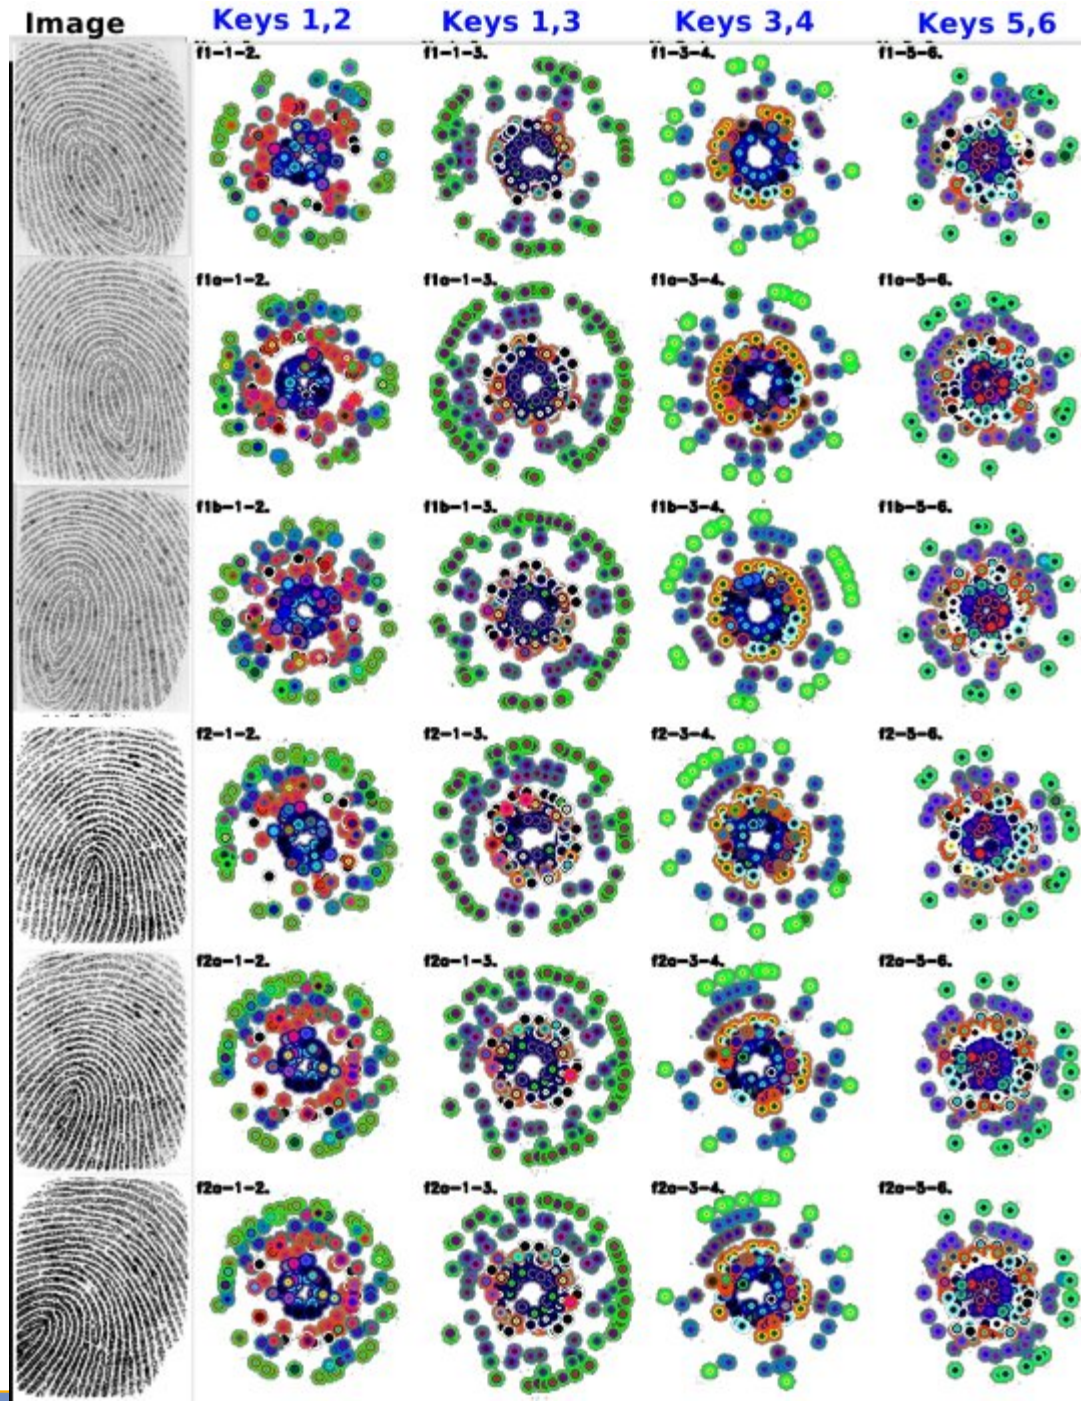 Image Keys 1,2 Keys 1,3 Keys 3,4 Keys 5,6
f1-1-2. f1-1-3. f1-3-4. f1-5-6.
f1a-1-2. f1a-1-3. f1a-3-4. f1a-5-6.
f1b-1-2. f1b-1-3. f1b-3-4. f1b-5-6.
f2-1-2. f2-1-3. f2-3-4. f2-5-6.
f2a-1-2. f2a-1-3. f2a-3-4. f2a-5-6.
f2a-1-2. f2a-1-3. f2a-3-4. f2a-5-6.